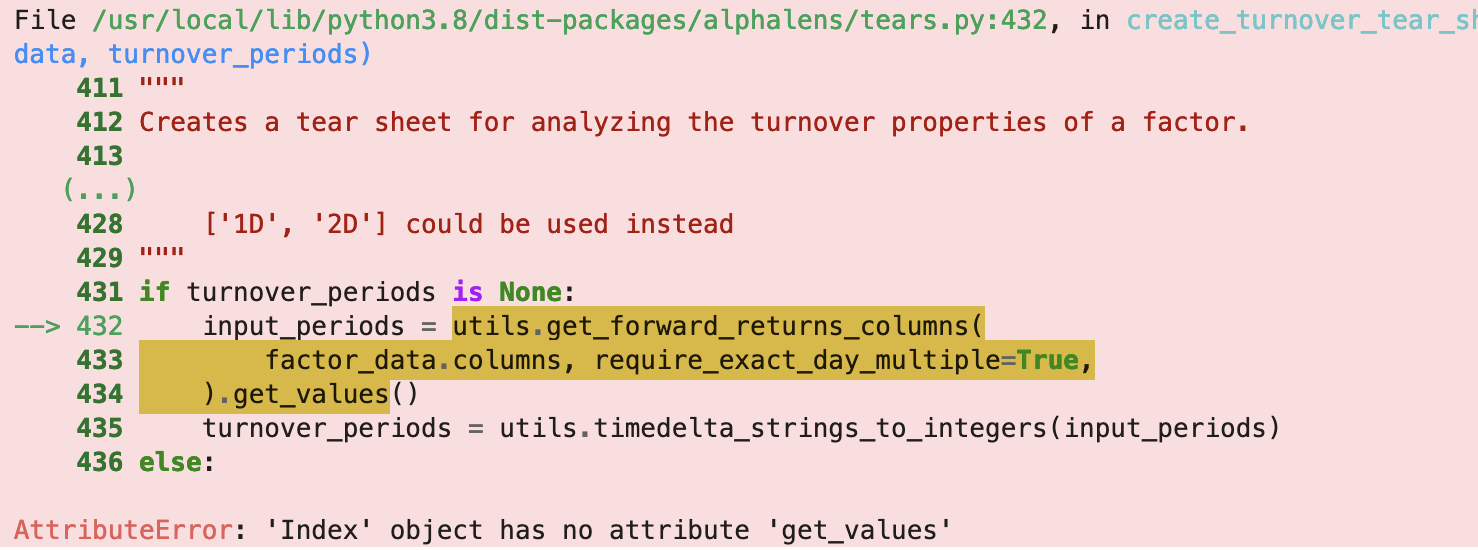 File /usr/local/lib/python3.8/dist-packages/alphalens/tears.py:432, in create_turnover_tear_sh
data, turnover_periods)
411 """
412 Creates a tear sheet for analyzing the turnover properties of a factor.
413
(...)
428     ['1D', '2D'] could be used instead
429 """
431 if turnover_periods is None:
--> 432     input_periods = utils.get_forward_returns_columns(
433         factor_data.columns, require_exact_day_multiple=True,
434     ).get_values()
435     turnover_periods = utils.timedelta_strings_to_integers(input_periods)
436 else:
AttributeError: 'Index' object has no attribute 'get_values'